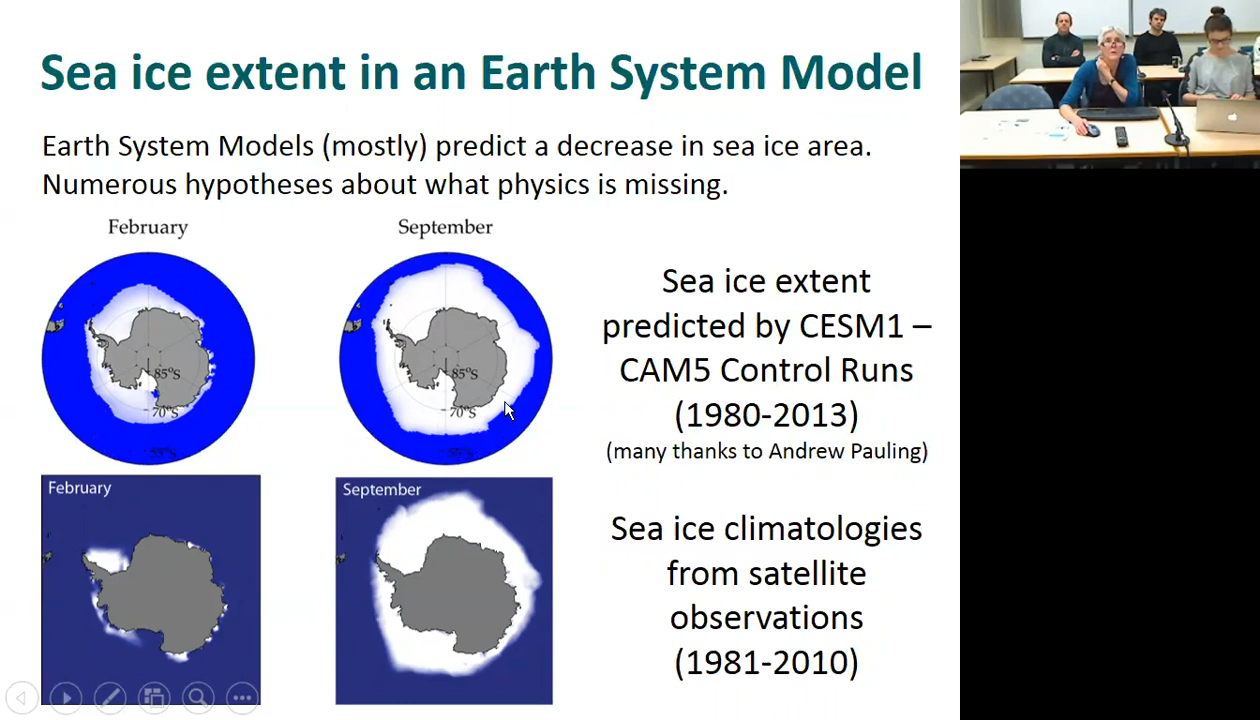 Sea ice extent in an Earth System Model
Earth System Models (mostly) predict a decrease in sea ice area.
Numerous hypotheses about what physics is missing.
February
September
85°S
70°S
55°S
85°S
70°S
55°S
Sea ice extent
predicted by CESM1 –
CAM5 Control Runs
(1980-2013)
(many thanks to Andrew Pauling)
February
September
Sea ice climatologies
from satellite
observations
(1981-2010)